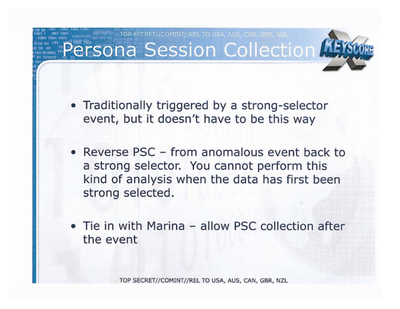 TOP SECRET//COMINT//REL TO USA, AUS, CAN, GBR, NZL
Persona Session Collection
X KEYSCORE
• Traditionally triggered by a strong-selector
event, but it doesn't have to be this way
• Reverse PSC – from anomalous event back to
a strong selector. You cannot perform this
kind of analysis when the data has first been
strong selected.
• Tie in with Marina – allow PSC collection after
the event
TOP SECRET//COMINT//REL TO USA, AUS, CAN, GBR, NZL